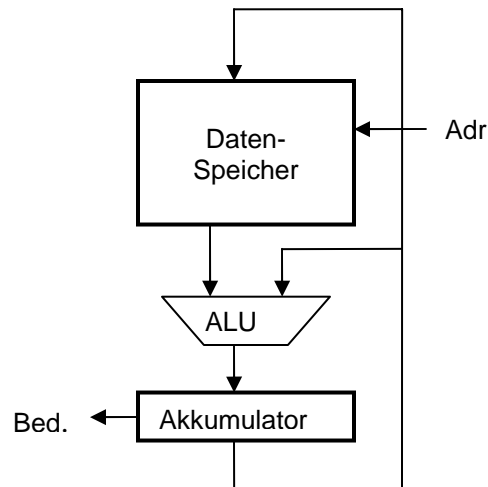 Daten-
Speicher
Adr
ALU
Akkumulator
Bed.